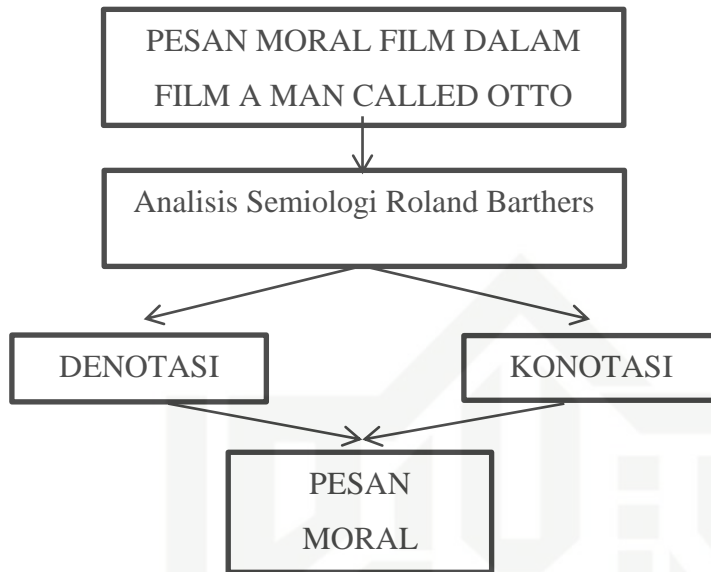 PESAN MORAL FILM DALAM
FILM A MAN CALLED OTTO
Analisis Semiologi Roland Barthers
DENOTASI
KONOTASI
PESAN
MORAL